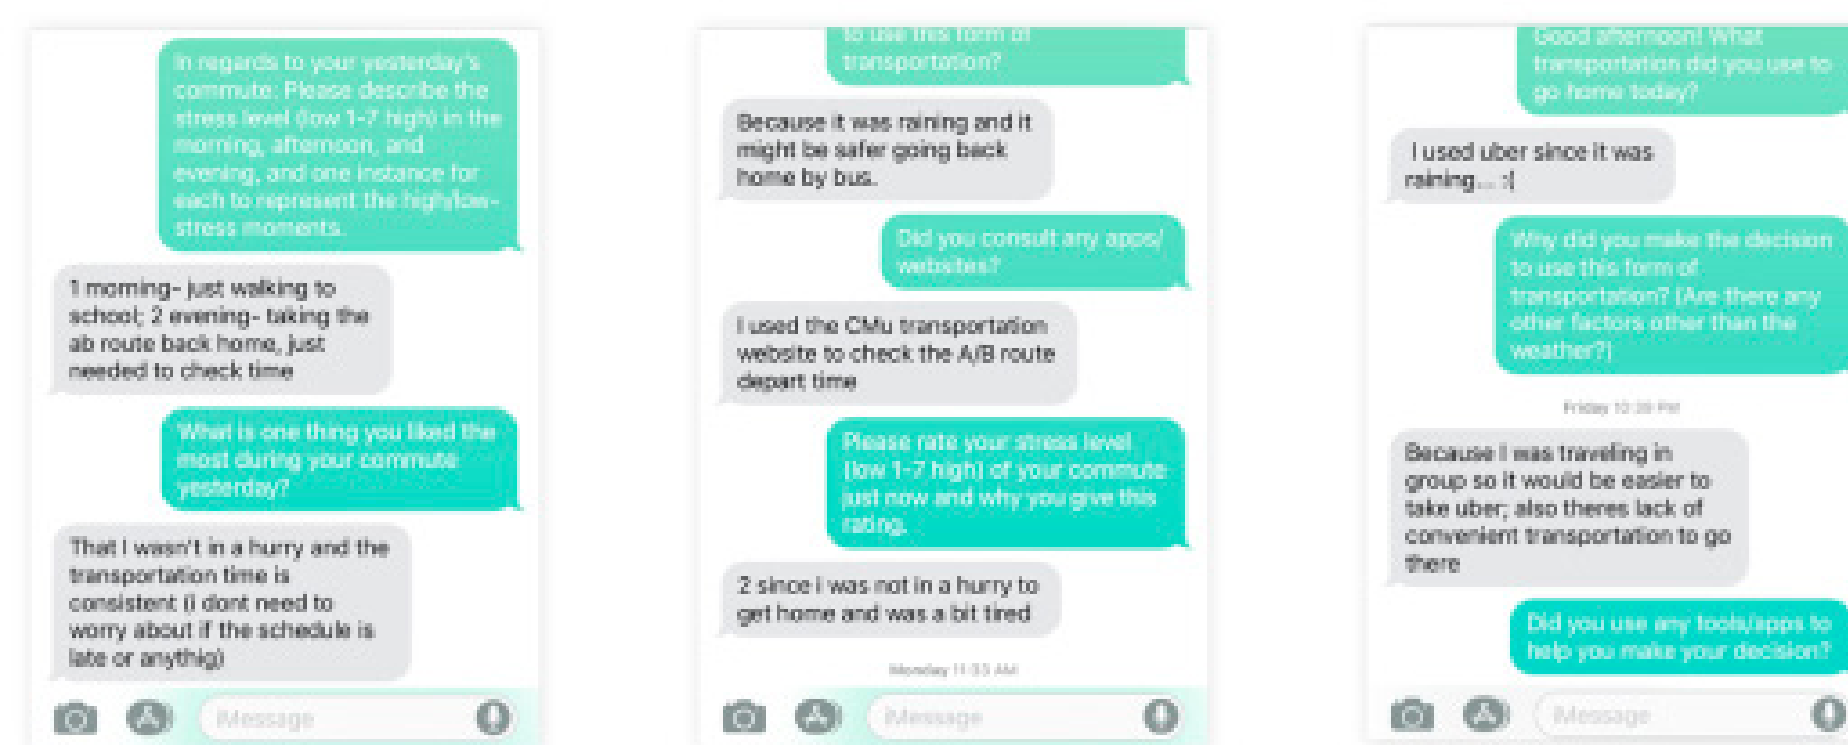 In regards to your yesterday's
commute: Please describe the
stress level (low 1-7 high) in the
morning, afternoon, and
evening, and one instance for
each to represent the high/low-
stress moments.
1 morning- just walking to
school; 2 evening- taking the
ab route back home, just
needed to check time
What is one thing you liked the
most during your commute
yesterday?
That I wasn't in a hurry and the
transportation time is
consistent (i dont need to
worry about if the schedule is
late or anythig)
iMessage
to use this form of
transportation?
Because it was raining and it
might be safer going back
home by bus.
Did you consult any apps/
websites?
I used the CMu transportation
website to check the A/B route
depart time
Please rate your stress level
(low 1-7 high) of your commute
just now and why you give this
rating.
2 since i was not in a hurry to
get home and was a bit tired
Monday 11:33 AM
iMessage
Good afternoon! What
transportation did you use to
go home today?
I used uber since it was
raining... :(
Why did you make the decision
to use this form of
transportation? (Are there any
other factors other than the
weather?)
Friday 10:39 PM
Because I was traveling in
group so it would be easier to
take uber; also theres lack of
convenient transportation to go
there
Did you use any tools/apps to
help you make your decision?
iMessage